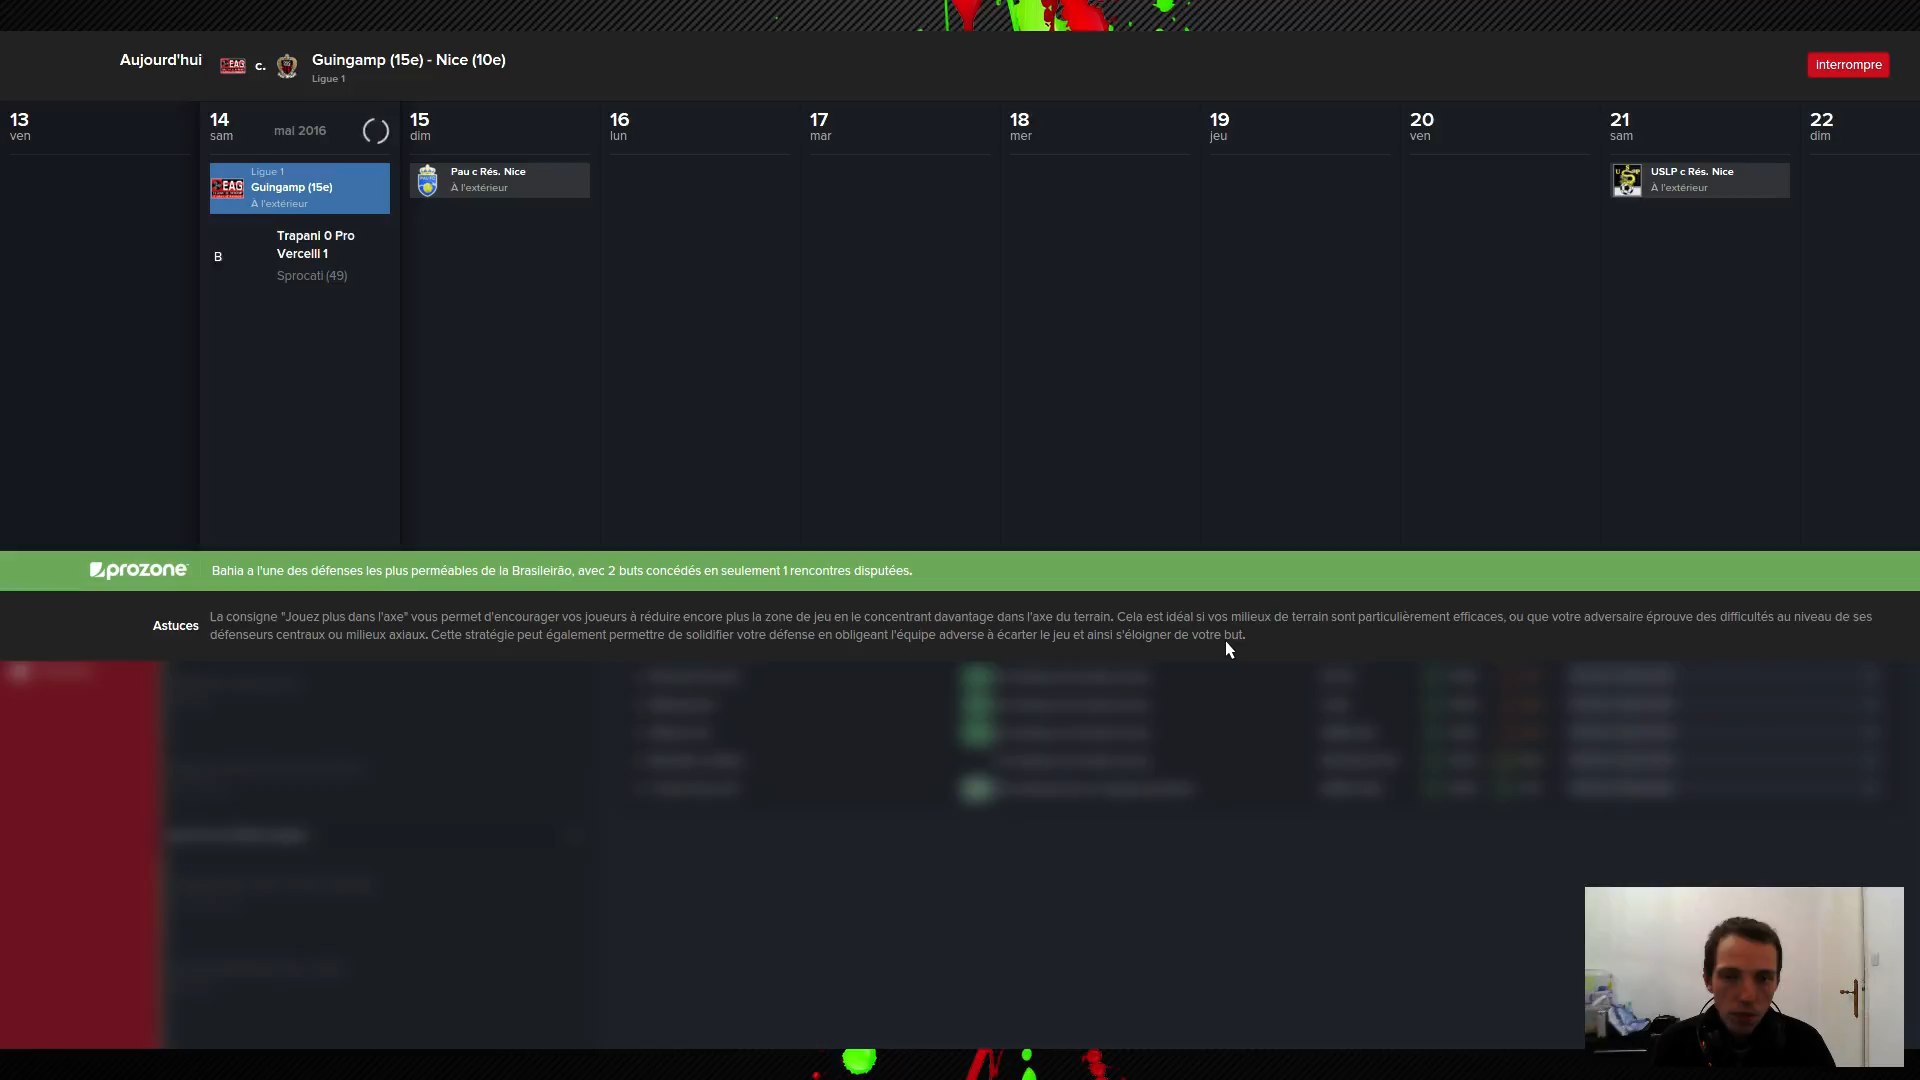 Aujourd'hui
EAG
c.
Guingamp (15e) - Nice (10e)
Ligue 1
interrompre
13
ven
14
sam
mai 2016
15
dim
16
lun
17
mar
18
mer
19
jeu
20
ven
21
sam
22
dim
Ligue 1
EAG
Guingamp (15e)
À l'extérieur
Pau c Rés. Nice
À l'extérieur
USLP c Rés. Nice
À l'extérieur
B
Trapani 0 Pro
Vercelli 1
Sprocati (49)
prozone
Bahia a l'une des défenses les plus perméables de la Brasileirão, avec 2 buts concédés en seulement 1 rencontres disputées.
Astuces
La consigne "Jouez plus dans l'axe" vous permet d'encourager vos joueurs à réduire encore plus la zone de jeu en le concentrant davantage dans l'axe du terrain. Cela est idéal si vos milieux de terrain sont particulièrement efficaces, ou que votre adversaire éprouve des difficultés au niveau de ses
défenseurs centraux ou milieux axiaux. Cette stratégie peut également permettre de solidifier votre défense en obligeant l'équipe adverse à écarter le jeu et ainsi s'éloigner de votre but.